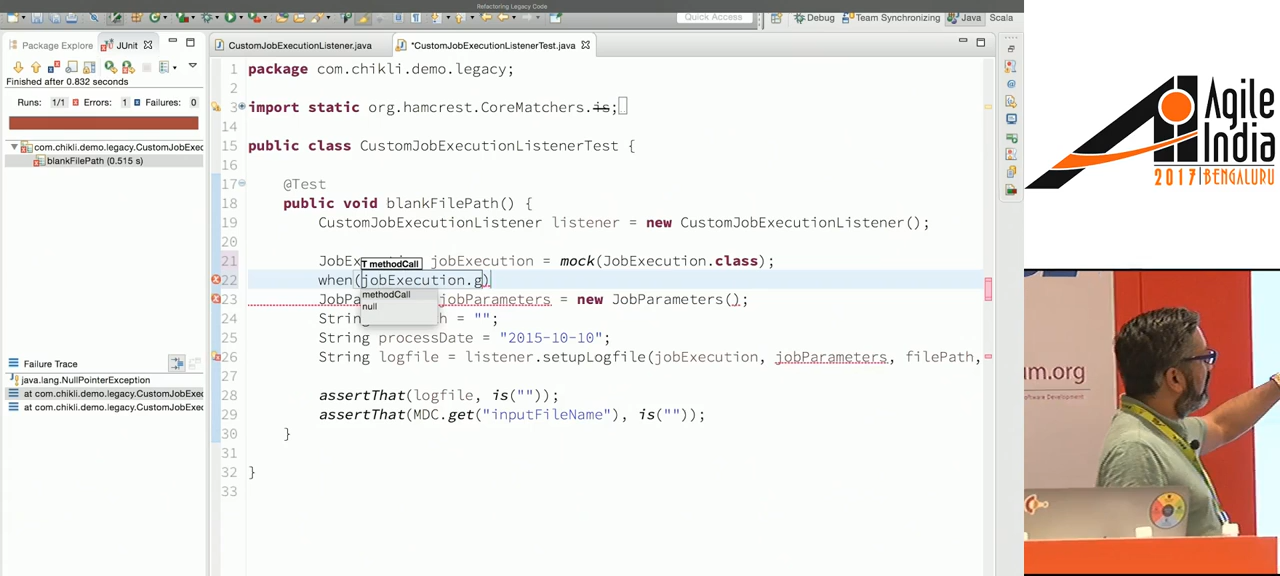 Refactoring Legacy Code
Quick Access
Debug
Team Synchronizing
Java
Scala
Package Explorer
JUnit
CustomJobExecutionListener.java
*CustomJobExecutionListenerTest.java
Finished after 0.832 seconds
Runs: 1/1
Errors: 1
Failures: 0
com.chikli.demo.legacy.CustomJobExec
blankFilePath (0.515 s)
Failure Trace
java.lang.NullPointerException
at com.chikli.demo.legacy.CustomJobExec
at com.chikli.demo.legacy.CustomJobExec
1 package com.chikli.demo.legacy;
2
3 import static org.hamcrest.CoreMatchers.is;
14
15 public class CustomJobExecutionListenerTest {
16
17 @Test
18 public void blankFilePath() {
19 CustomJobExecutionListener listener = new CustomJobExecutionListener();
20
21 JobEx jobExecution = mock(JobExecution.class);
T methodCall
22 when(jobExecution.g)
methodCall
null
23 JobPa jobParameters = new JobParameters();
24 String h = "";
25 String processDate = "2015-10-10";
26 String logfile = listener.setupLogfile(jobExecution, jobParameters, filePath,
27
28 assertThat(logfile, is(""));
29 assertThat(MDC.get("inputFileName"), is(""));
30 }
31
32 }
33
Agile
India
2017 | BENGALURU
um.org